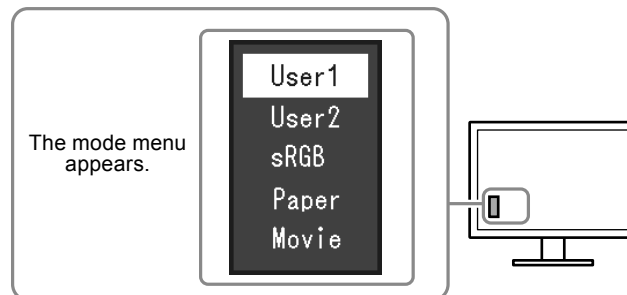 The mode menu
appears.
User1
User2
sRGB
Paper
Movie